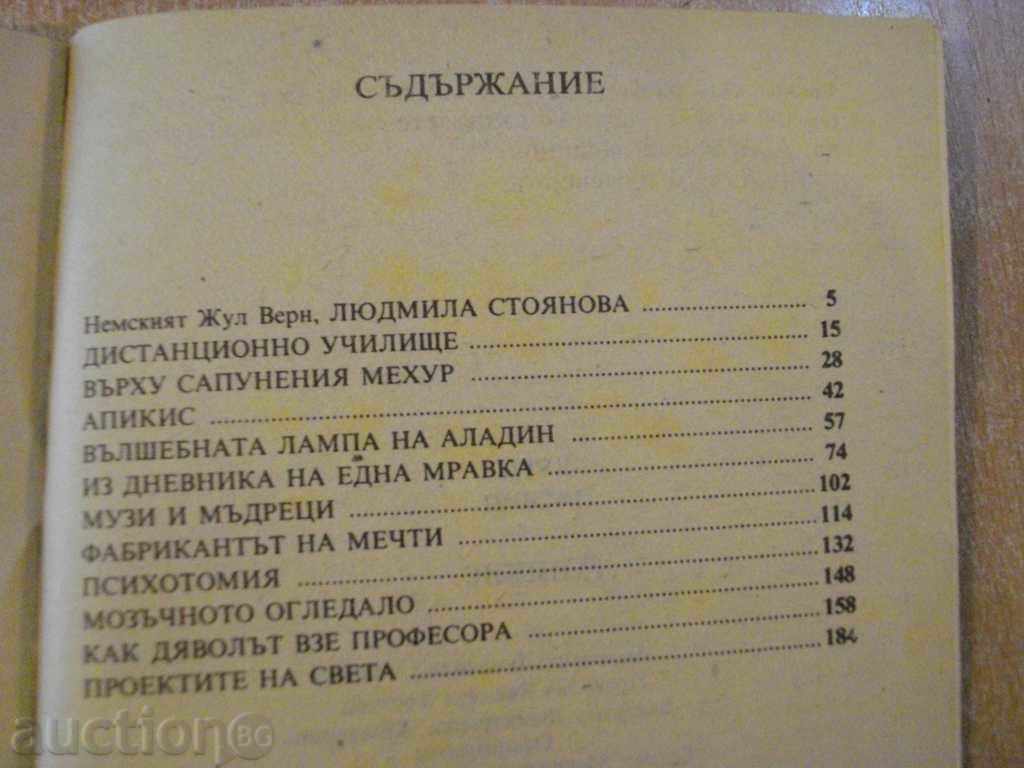 СЪДЪРЖАНИЕ
Немският Жул Верн, ЛЮДМИЛА СТОЯНОВА ........ 5
ДИСТАНЦИОННО УЧИЛИЩЕ ........ 15
ВЪРХУ САПУНЕНИЯ МЕХУР ........ 28
АПИКИС ........ 42
ВЪЛШЕБНАТА ЛАМПА НА АЛАДИН ........ 57
ИЗ ДНЕВНИКА НА ЕДНА МРАВКА ........ 74
МУЗИ И МЪДРЕЦИ ........ 102
ФАБРИКАНТЪТ НА МЕЧТИ ........ 114
ПСИХОТОМИЯ ........ 132
МОЗЪЧНОТО ОГЛЕДАЛО ........ 148
КАК ДЯВОЛЪТ ВЗЕ ПРОФЕСОРА ........ 158
ПРОЕКТИТЕ НА СВЕТА ........ 184
auction BG